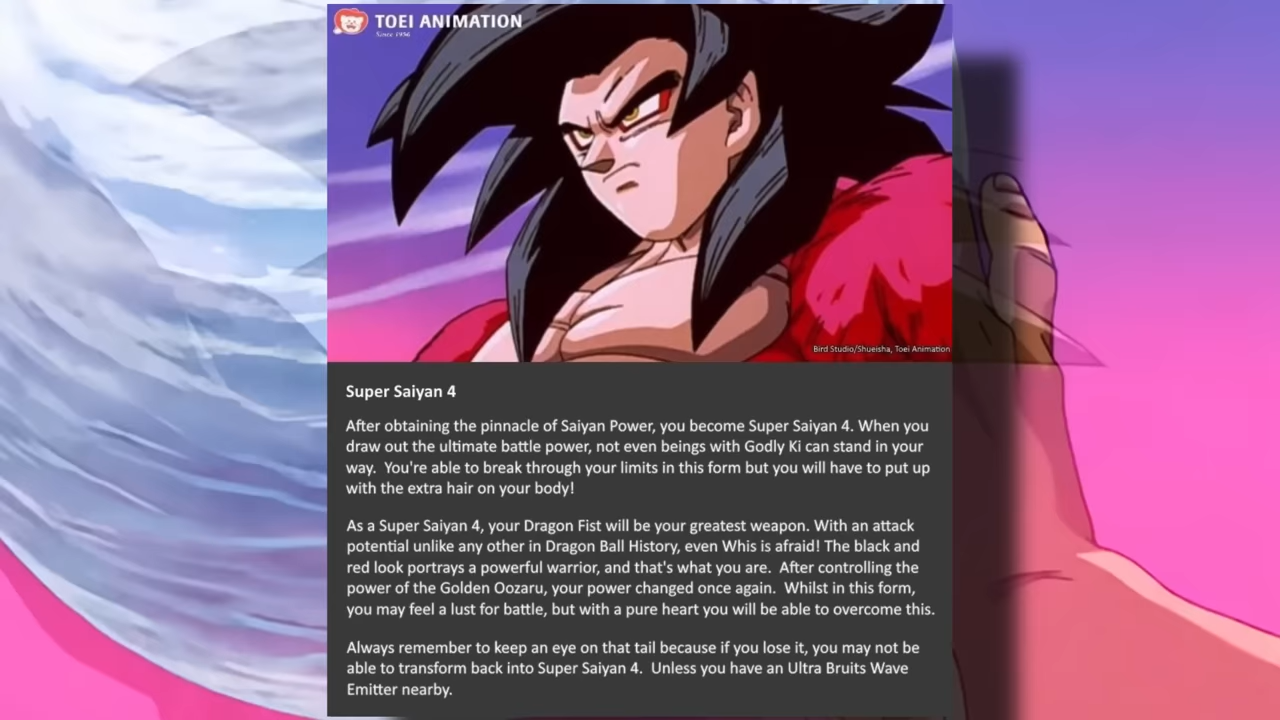 TOEI ANIMATION
Since 1956
Bird Studio/Shueisha, Toei Animation
Super Saiyan 4
After obtaining the pinnacle of Saiyan Power, you become Super Saiyan 4. When you
draw out the ultimate battle power, not even beings with Godly Ki can stand in your
way. You're able to break through your limits in this form but you will have to put up
with the extra hair on your body!
As a Super Saiyan 4, your Dragon Fist will be your greatest weapon. With an attack
potential unlike any other in Dragon Ball History, even Whis is afraid! The black and
red look portrays a powerful warrior, and that's what you are. After controlling the
power of the Golden Oozaru, your power changed once again. Whilst in this form,
you may feel a lust for battle, but with a pure heart you will be able to overcome this.
Always remember to keep an eye on that tail because if you lose it, you may not be
able to transform back into Super Saiyan 4. Unless you have an Ultra Bruits Wave
Emitter nearby.